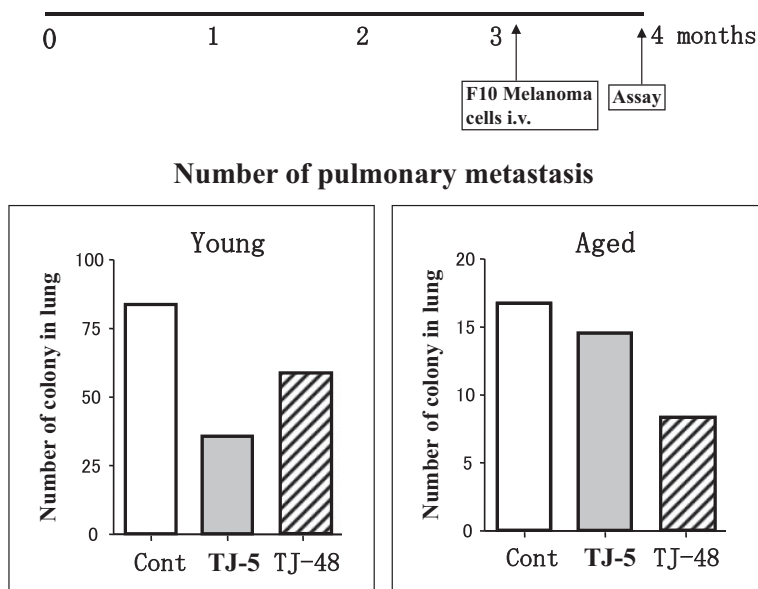 0 1 2 3 4 months
F10 Melanoma
cells i.v.
Assay
Number of pulmonary metastasis
Young
Number of colony in lung
100
75
50
25
0
Cont TJ-5 TJ-48
Aged
Number of colony in lung
20
15
10
5
0
Cont TJ-5 TJ-48